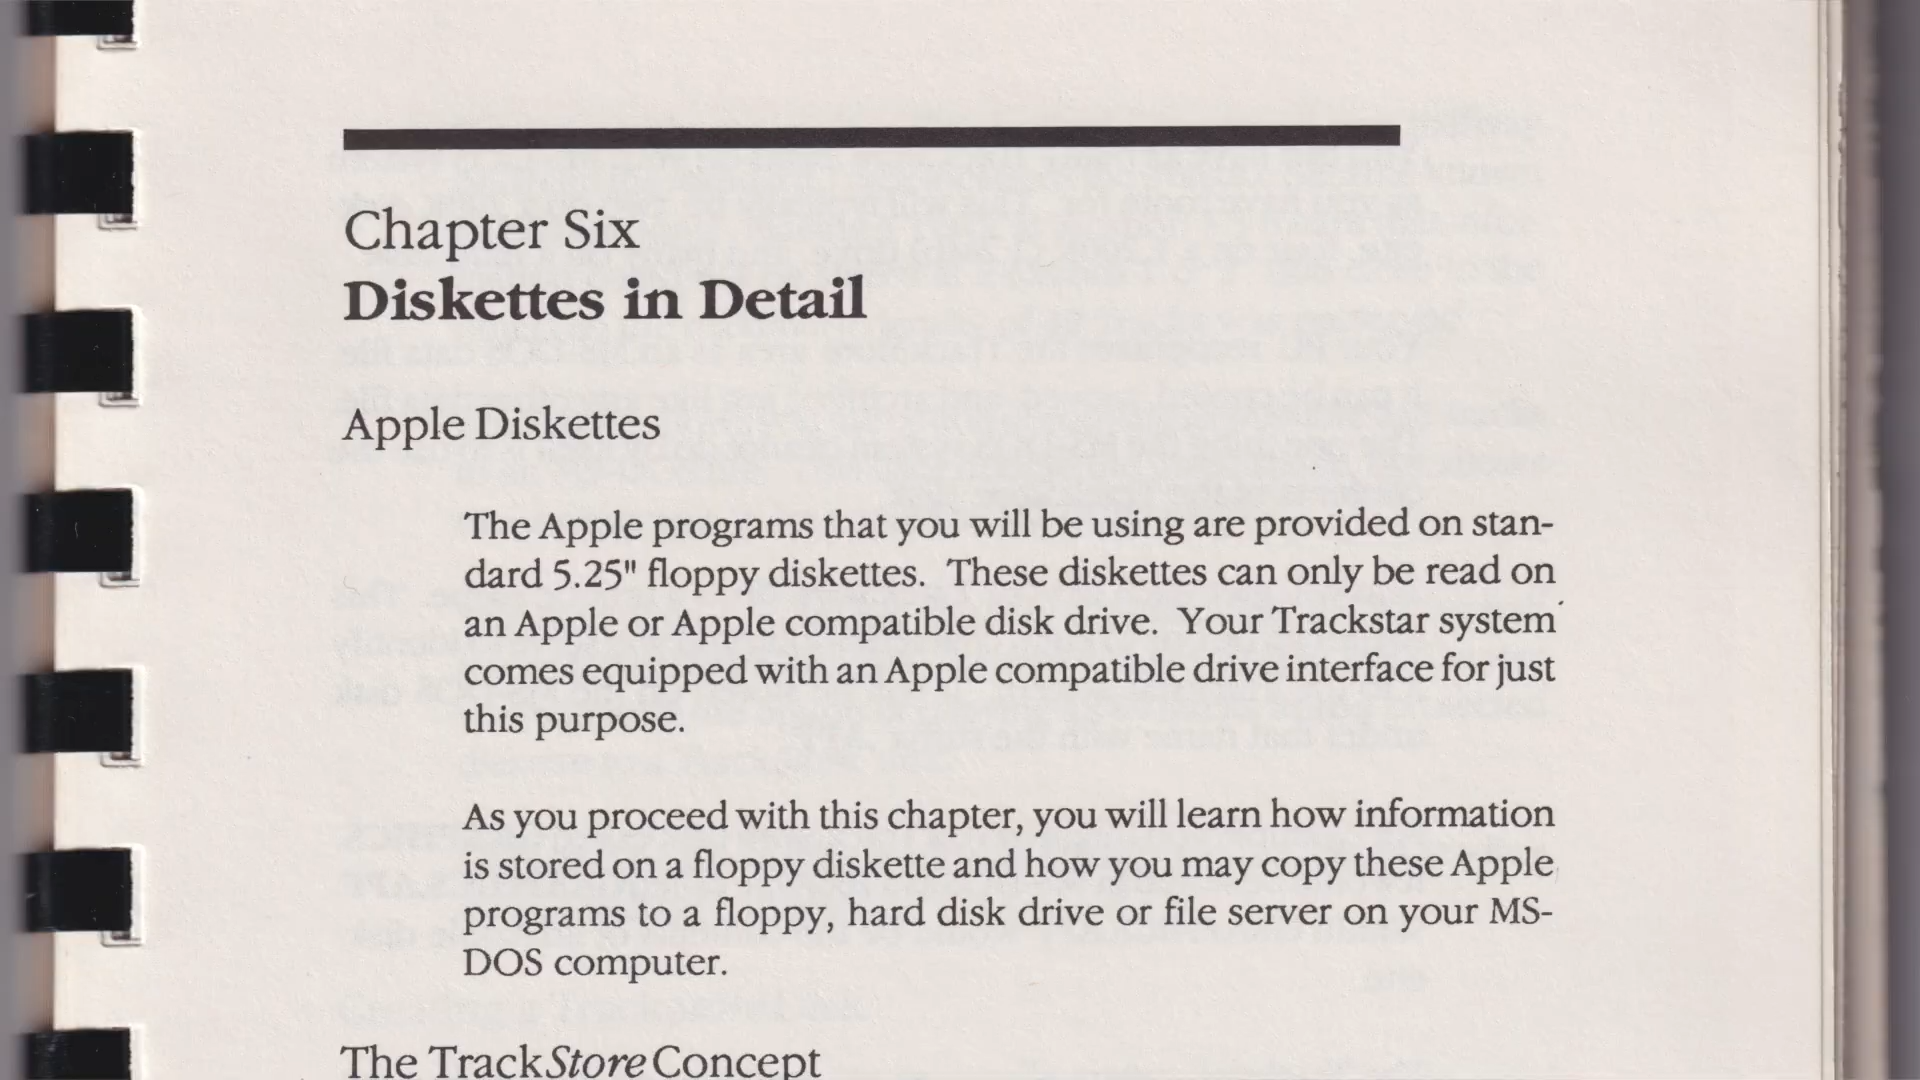 Chapter Six
Diskettes in Detail
Apple Diskettes
The Apple programs that you will be using are provided on stan-
dard 5.25" floppy diskettes. These diskettes can only be read on
an Apple or Apple compatible disk drive. Your Trackstar system
comes equipped with an Apple compatible drive interface for just
this purpose.
As you proceed with this chapter, you will learn how information
is stored on a floppy diskette and how you may copy these Apple
programs to a floppy, hard disk drive or file server on your MS-
DOS computer.
The TrackStore Concept